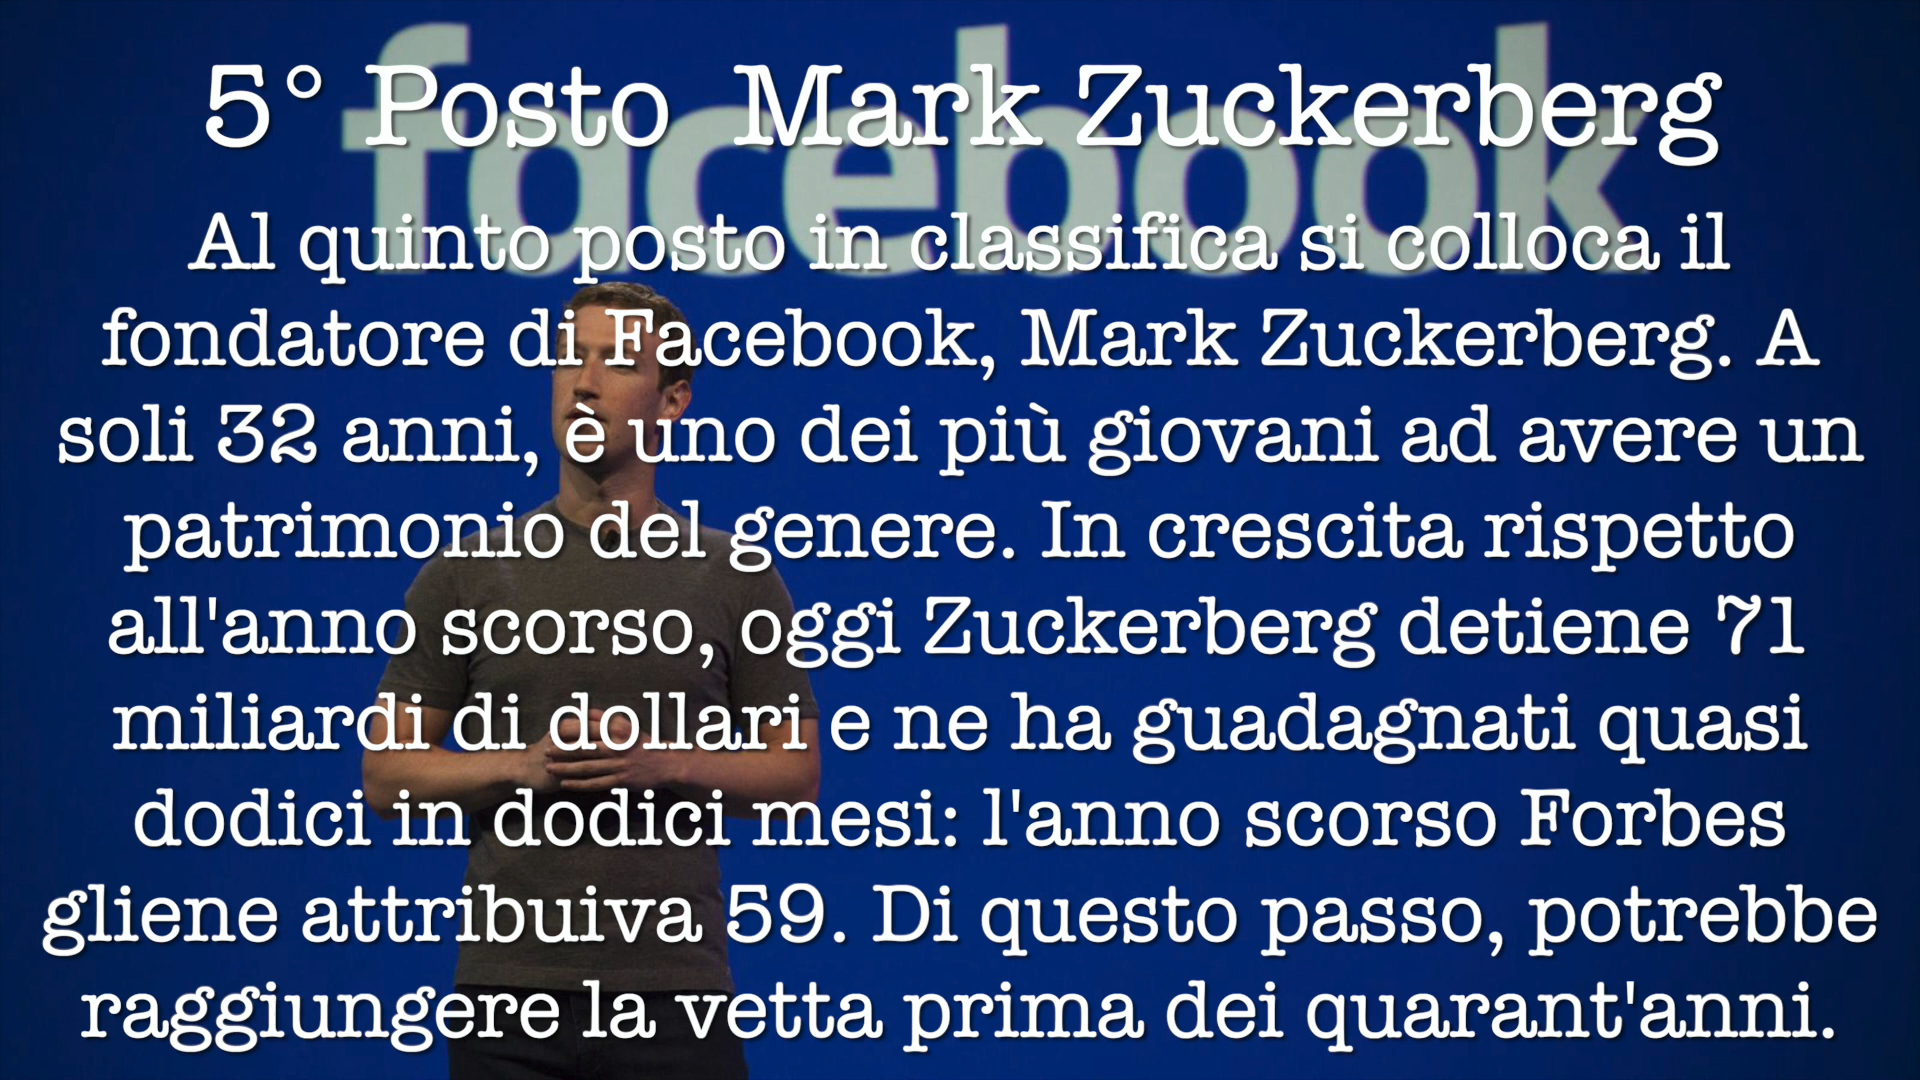 facebook
5° Posto Mark Zuckerberg
Al quinto posto in classifica si colloca il
fondatore di Facebook, Mark Zuckerberg. A
soli 32 anni, è uno dei più giovani ad avere un
patrimonio del genere. In crescita rispetto
all'anno scorso, oggi Zuckerberg detiene 71
miliardi di dollari e ne ha guadagnati quasi
dodici in dodici mesi: l'anno scorso Forbes
gliene attribuiva 59. Di questo passo, potrebbe
raggiungere la vetta prima dei quarant'anni.